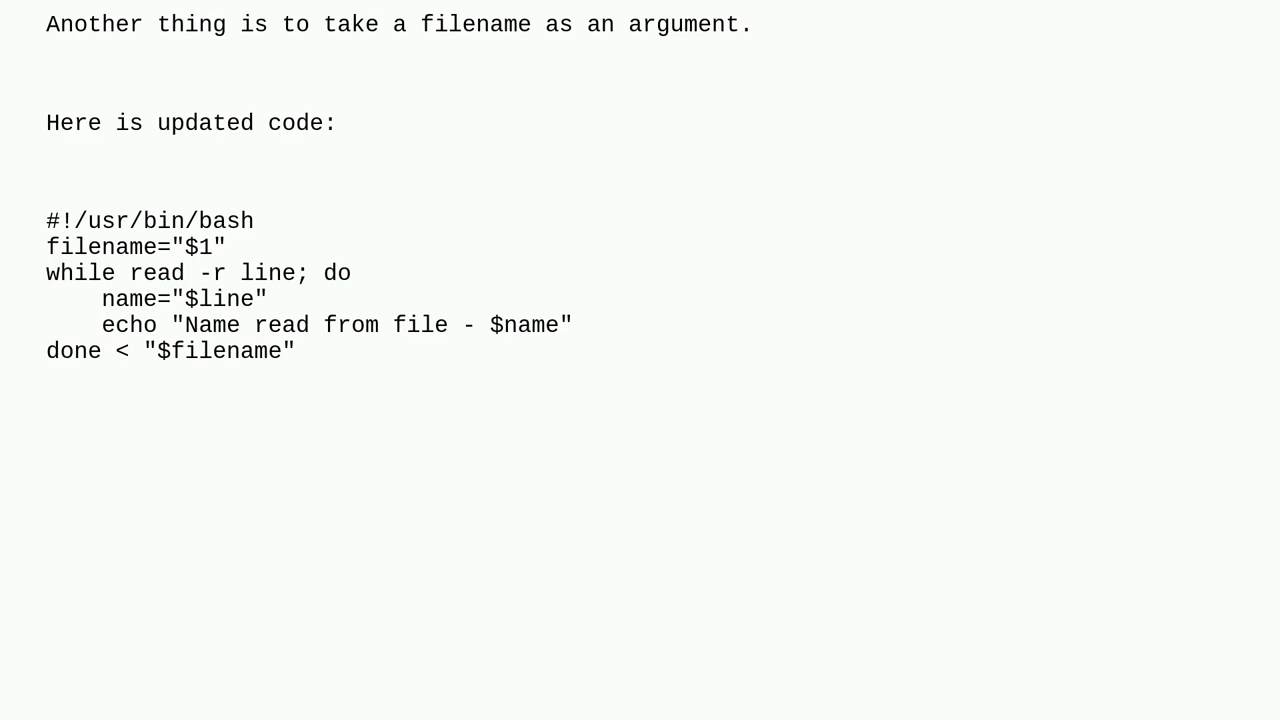 Another thing is to take a filename as an argument.
Here is updated code:
#!/usr/bin/bash
filename="$1"
while read -r line; do
    name="$line"
    echo "Name read from file - $name"
done < "$filename"